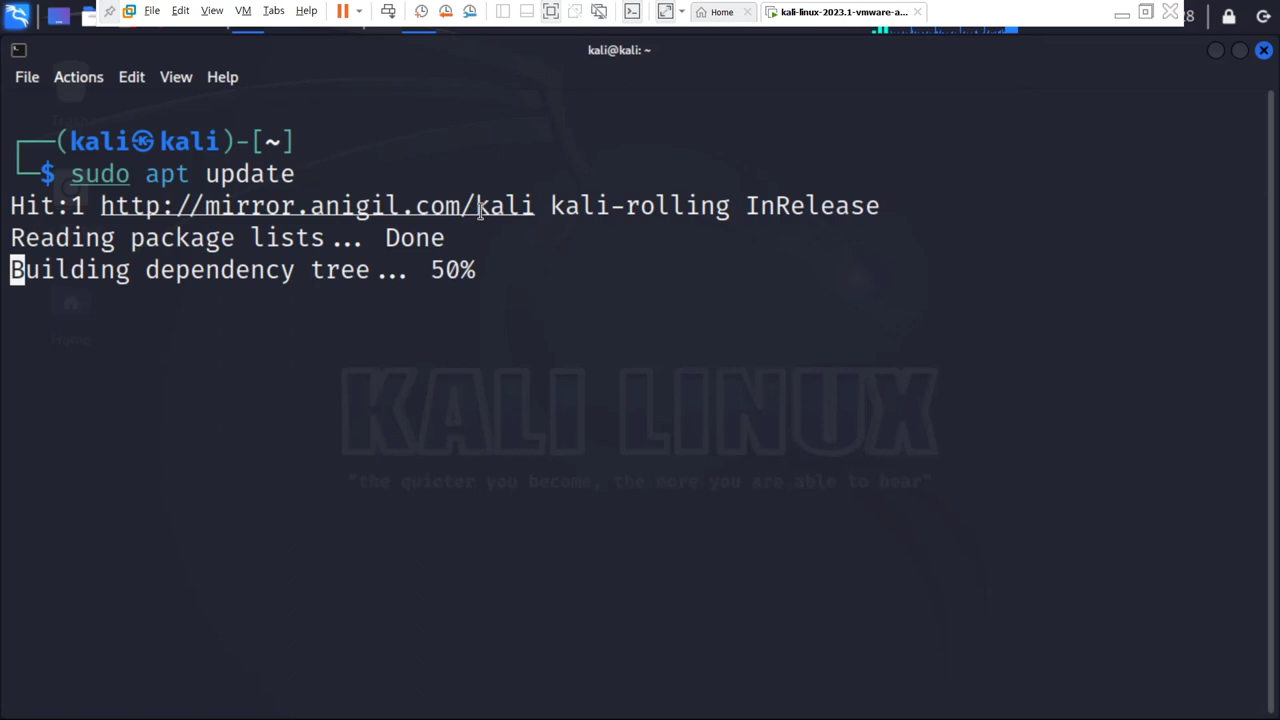 File Edit View VM Tabs Help
Home
kali-linux-2023.1-vmware-a...
kali@kali: ~
File Actions Edit View Help
┌──(kali㉿kali)-[~]
└─$ sudo apt update
Hit:1 http://mirror.anigil.com/kali kali-rolling InRelease
Reading package lists... Done
Building dependency tree... 50%
Home
KALI LINUX
"the quieter you become, the more you are able to hear"